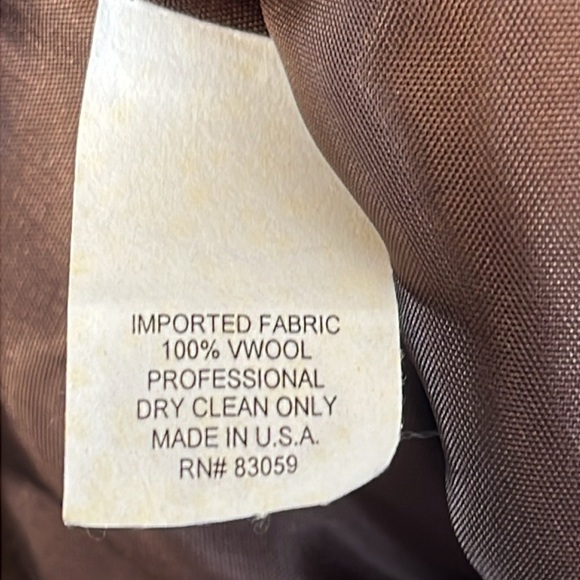 IMPORTED FABRIC
100% VWOOL
PROFESSIONAL
DRY CLEAN ONLY
MADE IN U.S.A.
RN# 83059